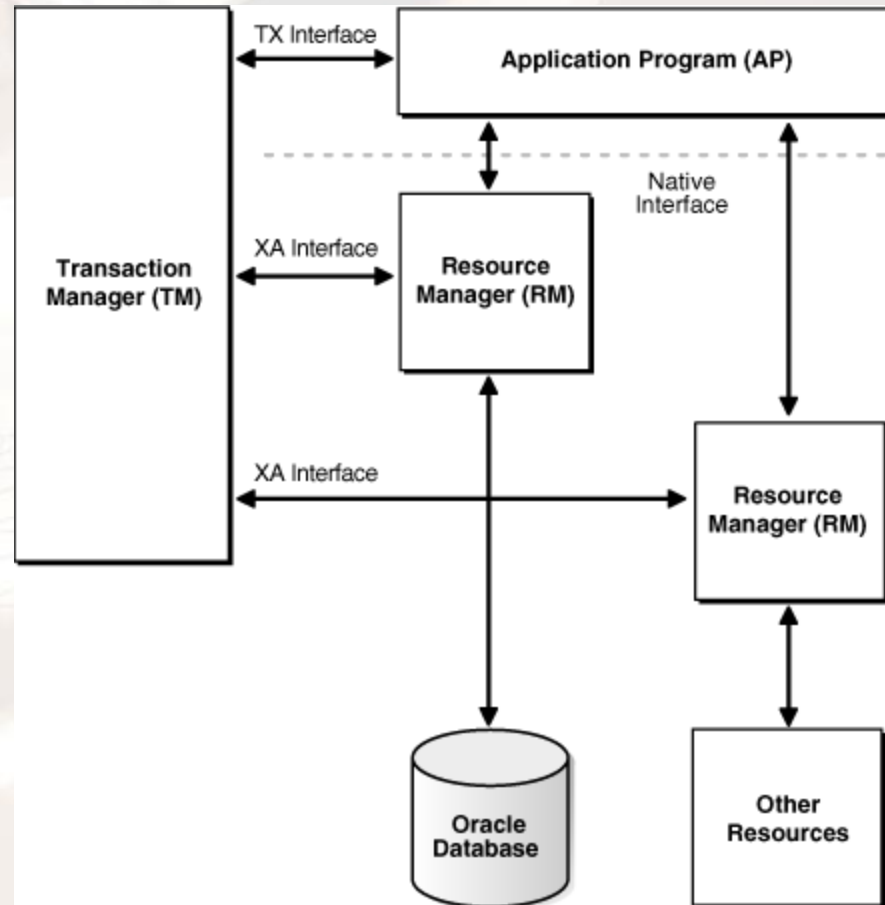 TX Interface
Application Program (AP)
Native
Interface
XA Interface
Transaction
Manager (TM)
Resource
Manager (RM)
XA Interface
Resource
Manager (RM)
Oracle
Database
Other
Resources